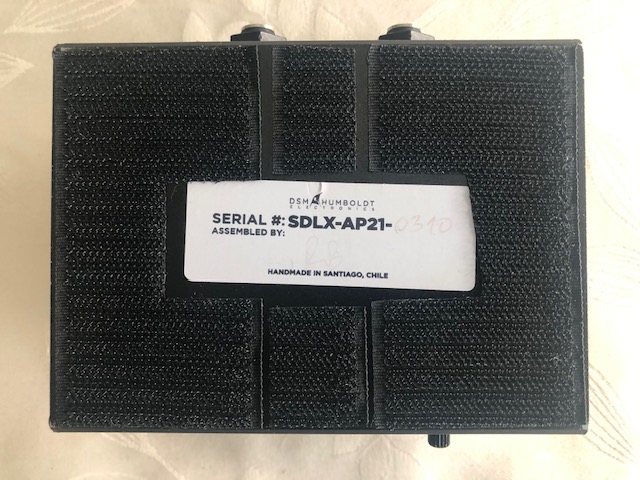 DSM HUMBOLDT
ELECTRONICS
SERIAL #: SDLX-AP21-0310
ASSEMBLED BY:
HANDMADE IN SANTIAGO, CHILE